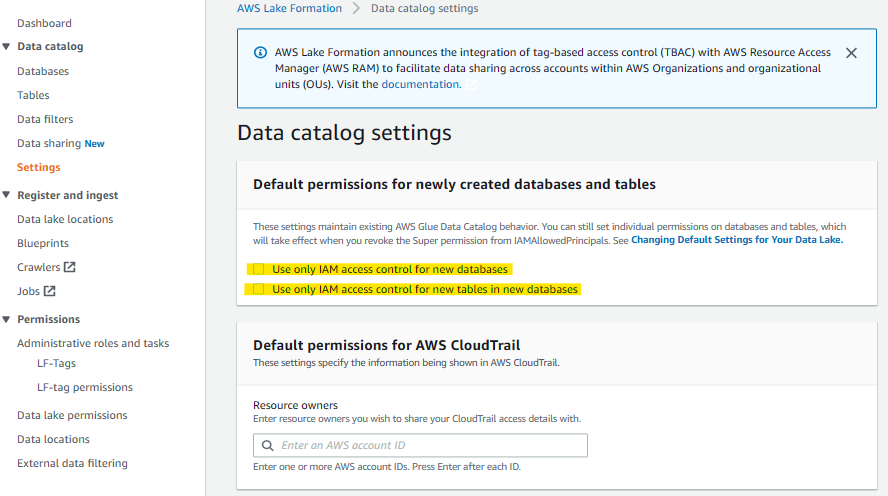 Dashboard
Data catalog
Databases
Tables
Data filters
Data sharing New
Settings
Register and ingest
Data lake locations
Blueprints
Crawlers
Jobs
Permissions
Administrative roles and tasks
LF-Tags
LF-tag permissions
Data lake permissions
Data locations
External data filtering
AWS Lake Formation > Data catalog settings
AWS Lake Formation announces the integration of tag-based access control (TBAC) with AWS Resource Access
Manager (AWS RAM) to facilitate data sharing across accounts within AWS Organizations and organizational
units (OUs). Visit the documentation.
Data catalog settings
Default permissions for newly created databases and tables
These settings maintain existing AWS Glue Data Catalog behavior. You can still set individual permissions on databases and tables, which
will take effect when you revoke the Super permission from IAMAllowedPrincipals. See Changing Default Settings for Your Data Lake.
Use only IAM access control for new databases
Use only IAM access control for new tables in new databases
Default permissions for AWS CloudTrail
These settings specify the information being shown in AWS CloudTrail.
Resource owners
Enter resource owners you wish to share your CloudTrail access details with.
Enter an AWS account ID
Enter one or more AWS account IDs. Press Enter after each ID.